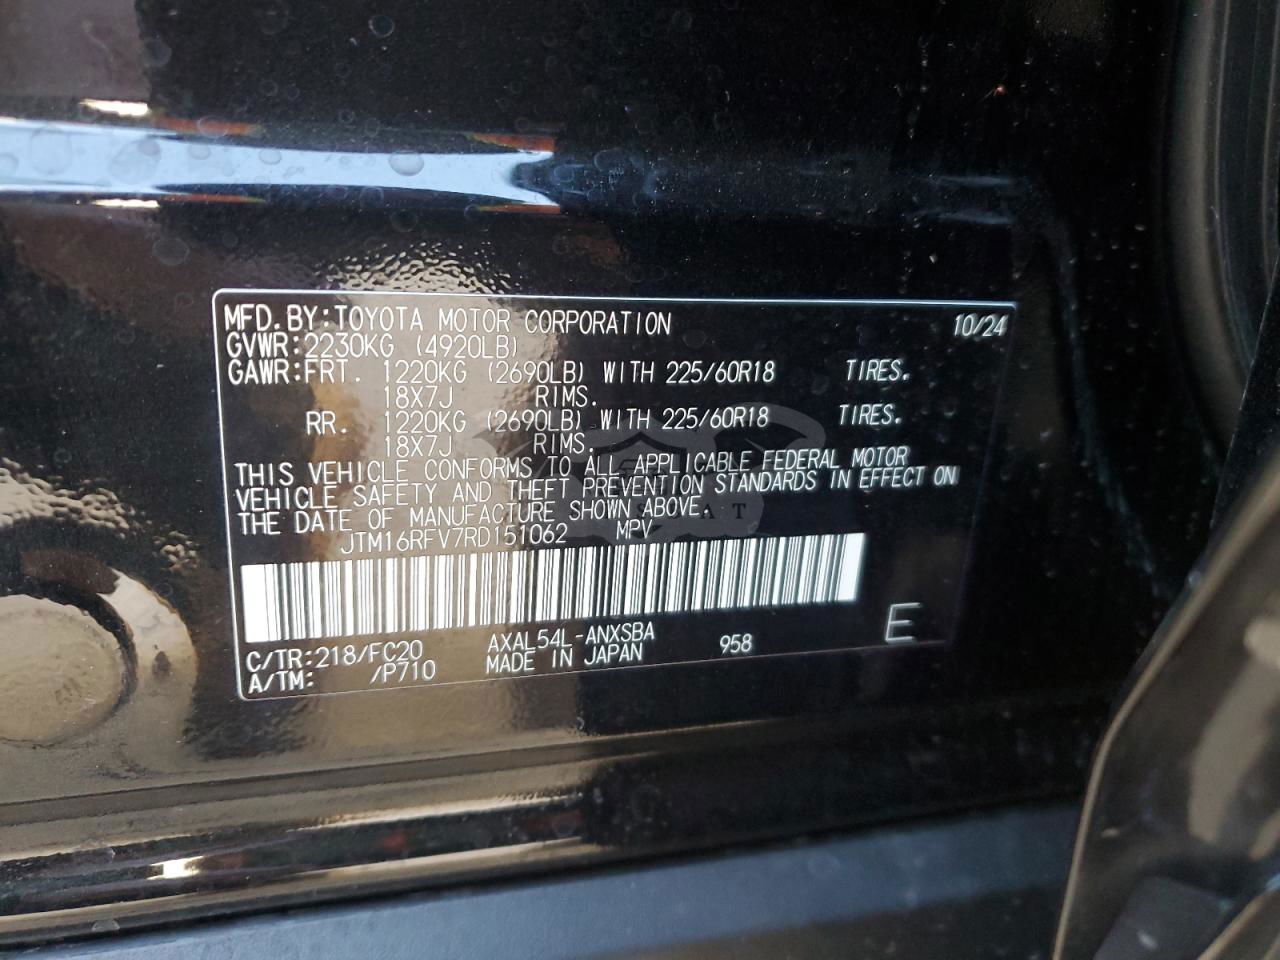 MFD.BY:TOYOTA MOTOR CORPORATION 10/24
GVWR:2230KG (4920LB)
GAWR:FRT. 1220KG (2690LB) WITH 225/60R18 TIRES.
18X7J RIMS.
RR. 1220KG (2690LB) WITH 225/60R18 TIRES.
18X7J RIMS.
THIS VEHICLE CONFORMS TO ALL APPLICABLE FEDERAL MOTOR
VEHICLE SAFETY AND THEFT PREVENTION STANDARDS IN EFFECT ON
THE DATE OF MANUFACTURE SHOWN ABOVE.
JTM16RFV7RD151062 MPV
C/TR:218/FC20 AXAL54L-ANXSBA 958 E
A/TM: /P710 MADE IN JAPAN